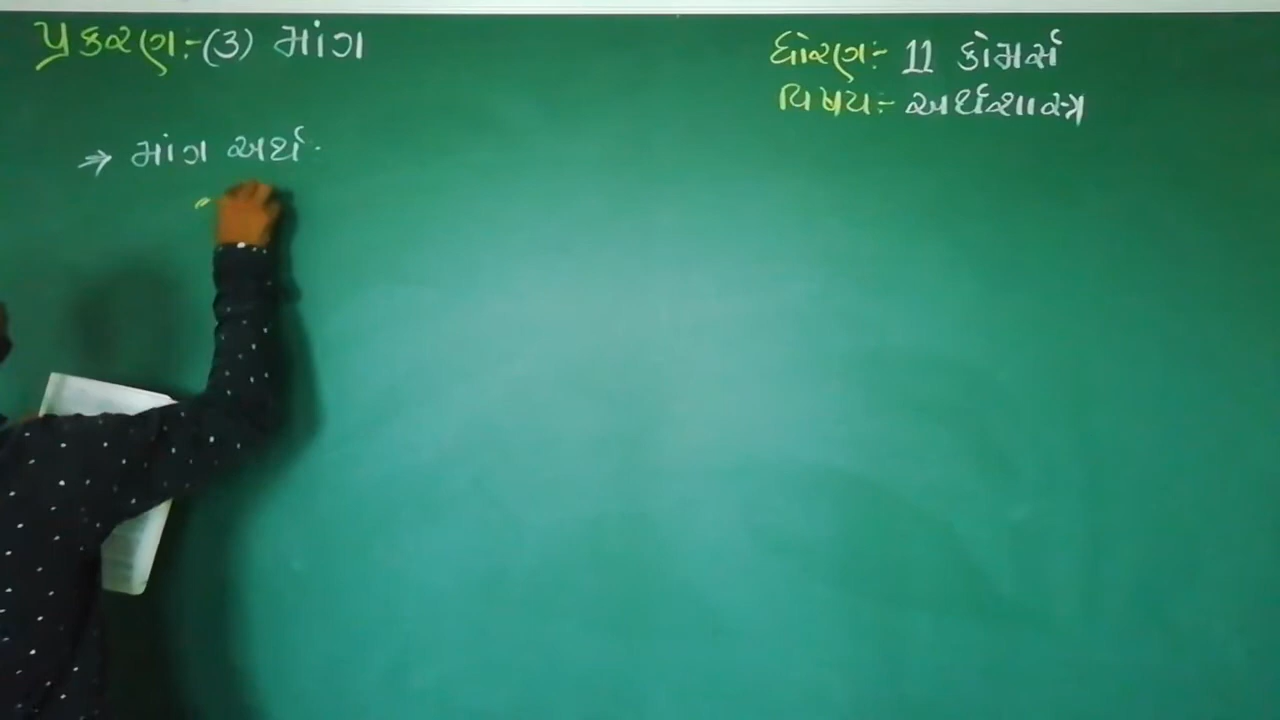 પ્રકરણ:-(3) માંગ
ધોરણ:- 11 કોમર્સ
વિષય:- અર્થશાસ્ત્ર
⇒ માંગ અર્થ.